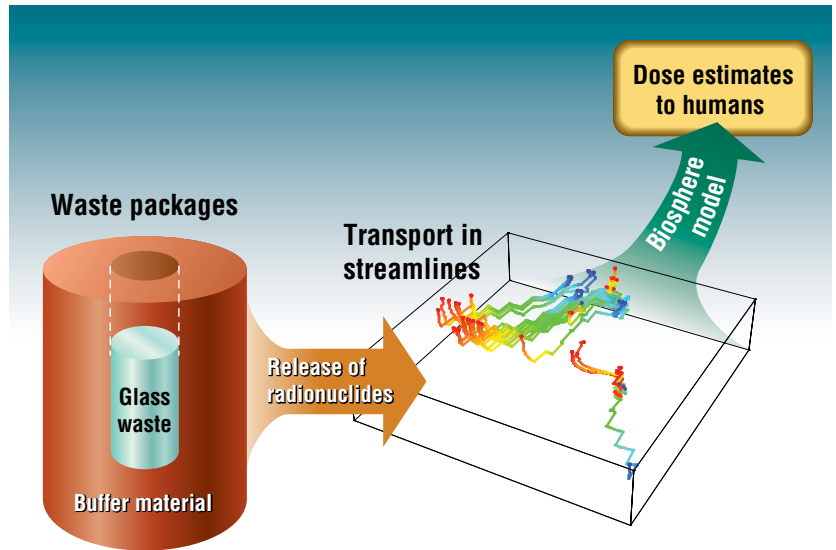 Dose estimates
to humans
Waste packages
Transport in
streamlines
Biosphere
model
Release of
radionuclides
Glass
waste
Buffer material